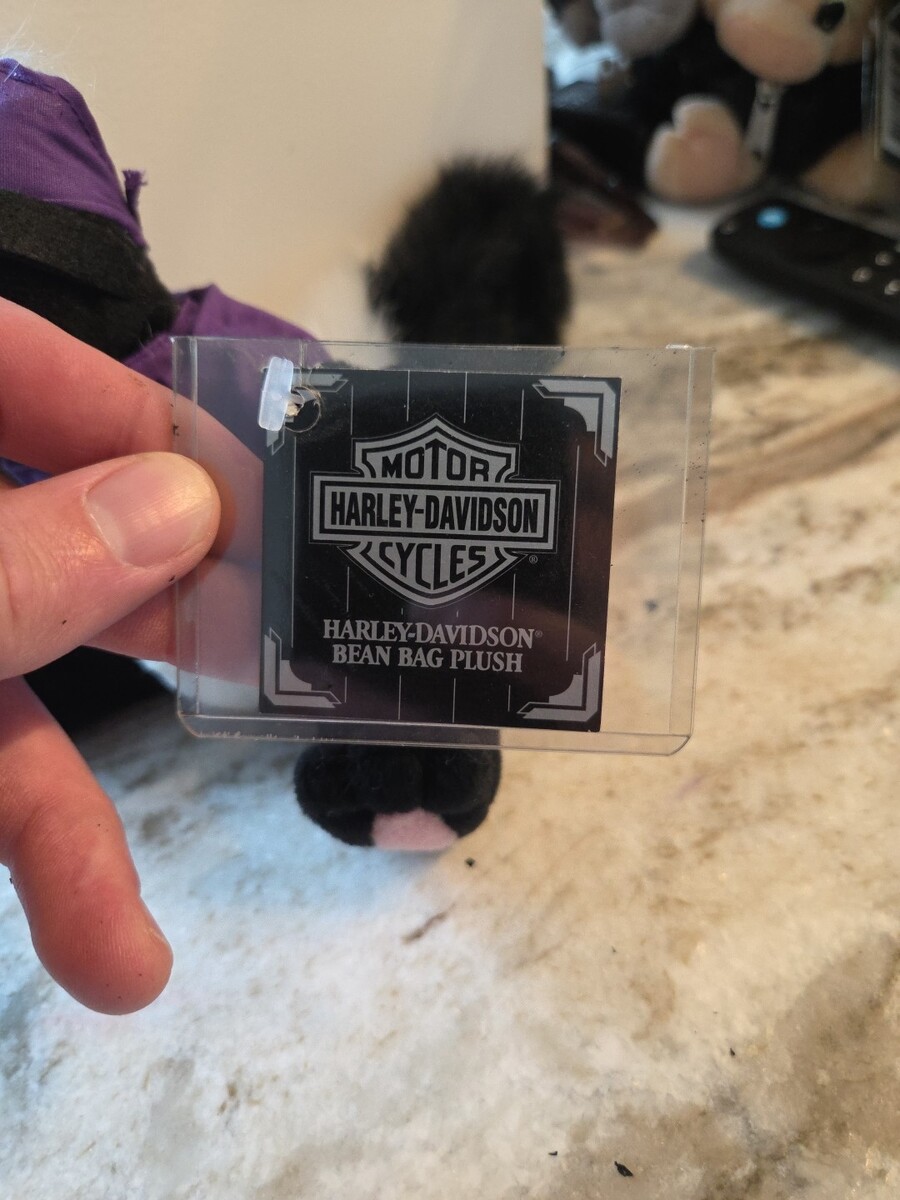 MOTOR
HARLEY-DAVIDSON
CYCLES
®
HARLEY-DAVIDSON®
BEAN BAG PLUSH